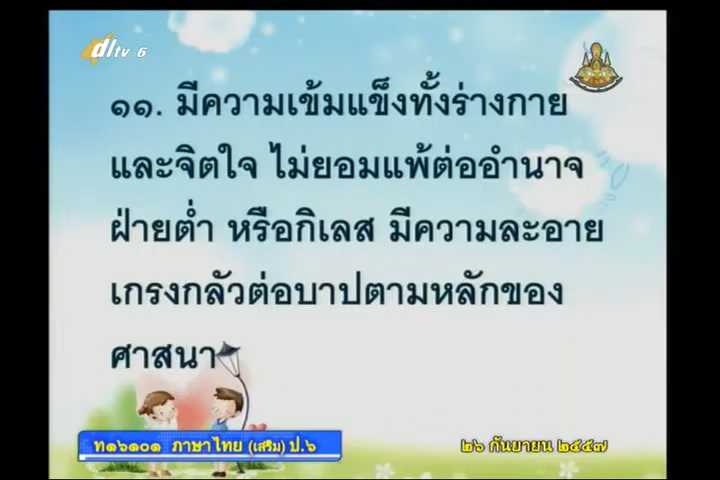 dltv 6
๑๑. มีความเข้มแข็งทั้งร่างกาย
และจิตใจ ไม่ยอมแพ้ต่ออำนาจ
ฝ่ายต่ำ หรือกิเลส มีความละอาย
เกรงกลัวต่อบาปตามหลักของ
ศาสนา
ท๑๖๑๐๑ ภาษาไทย (เสริม) ป.๖
๒๖ กันยายน ๒๕๕๗